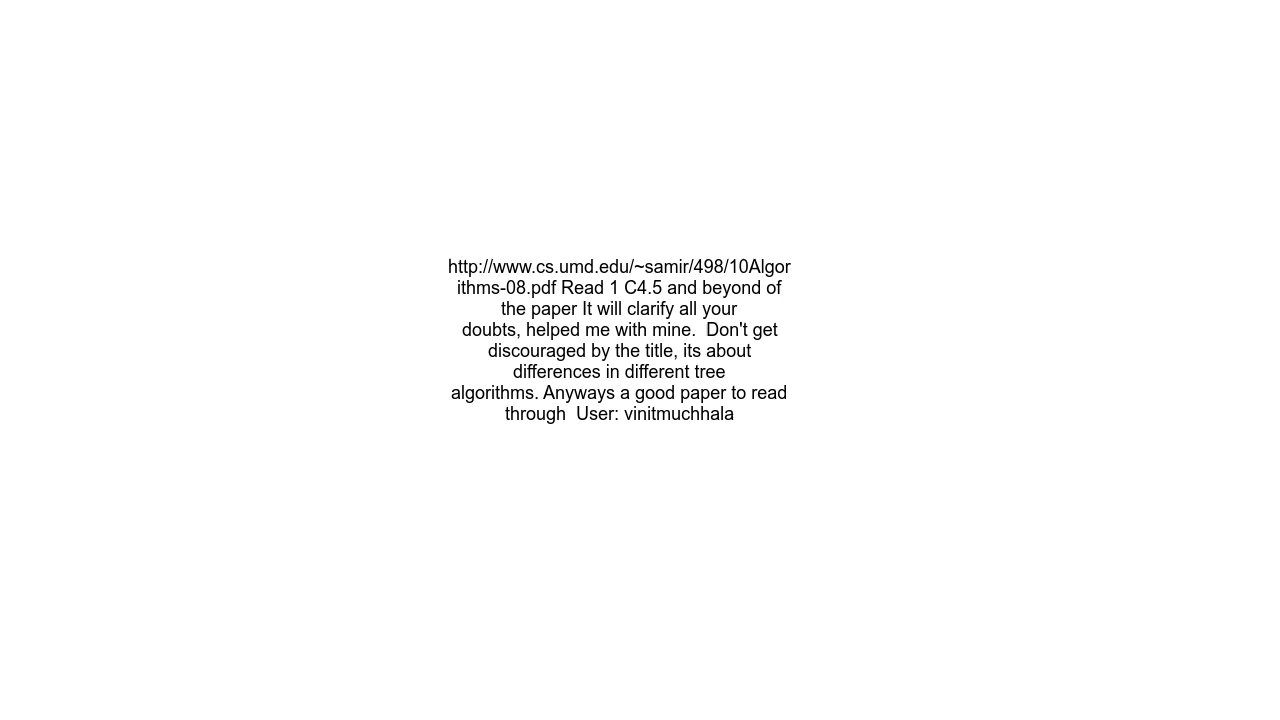 http://www.cs.umd.edu/~samir/498/10Algor
ithms-08.pdf Read 1 C4.5 and beyond of
the paper It will clarify all your
doubts, helped me with mine.  Don't get
discouraged by the title, its about
differences in different tree
algorithms. Anyways a good paper to read
through  User: vinitmuchhala